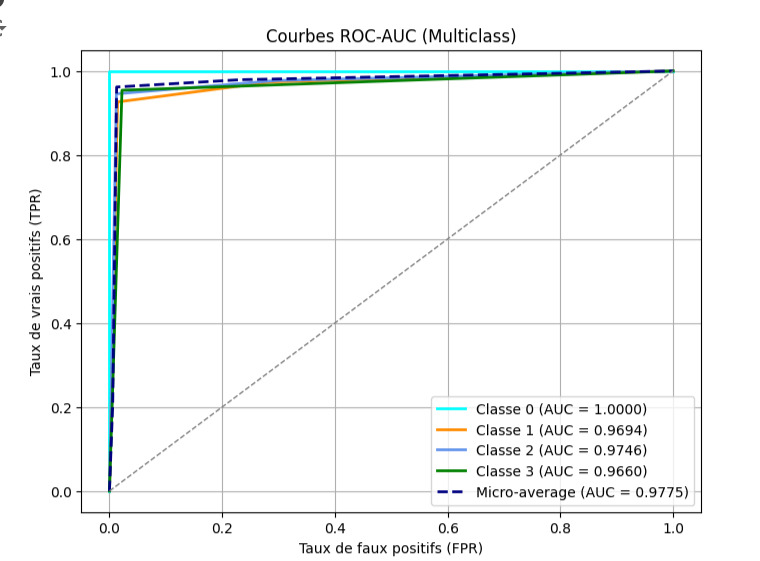 Courbes ROC-AUC (Multiclass)
Taux de vrais positifs (TPR)
1.0
0.8
0.6
0.4
0.2
0.0
0.0 0.2 0.4 0.6 0.8 1.0
Taux de faux positifs (FPR)
Classe 0 (AUC = 1.0000)
Classe 1 (AUC = 0.9694)
Classe 2 (AUC = 0.9746)
Classe 3 (AUC = 0.9660)
Micro-average (AUC = 0.9775)